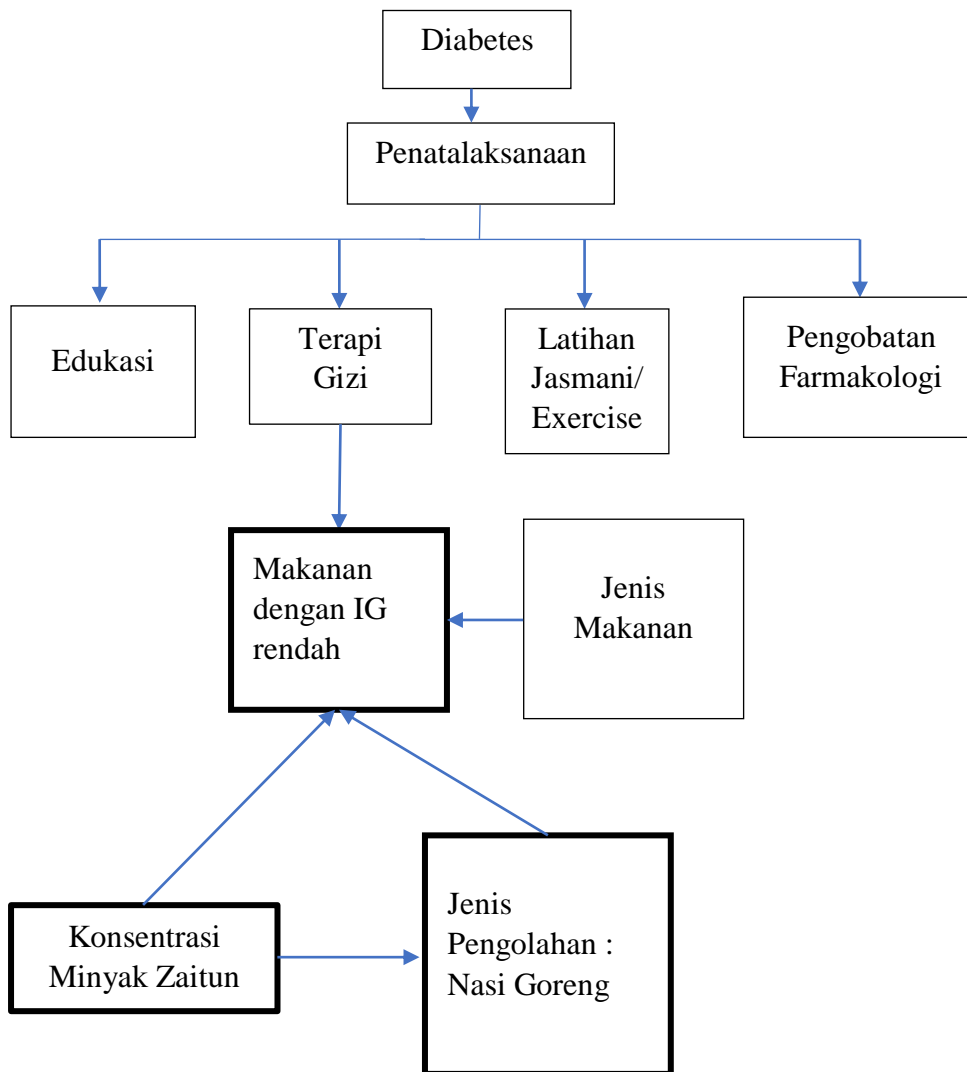 Diabetes
Penatalaksanaan
Edukasi
Terapi
Gizi
Latihan
Jasmani/
Exercise
Pengobatan
Farmakologi
Makanan
dengan IG
rendah
Jenis
Makanan
Konsentrasi
Minyak Zaitun
Jenis
Pengolahan :
Nasi Goreng